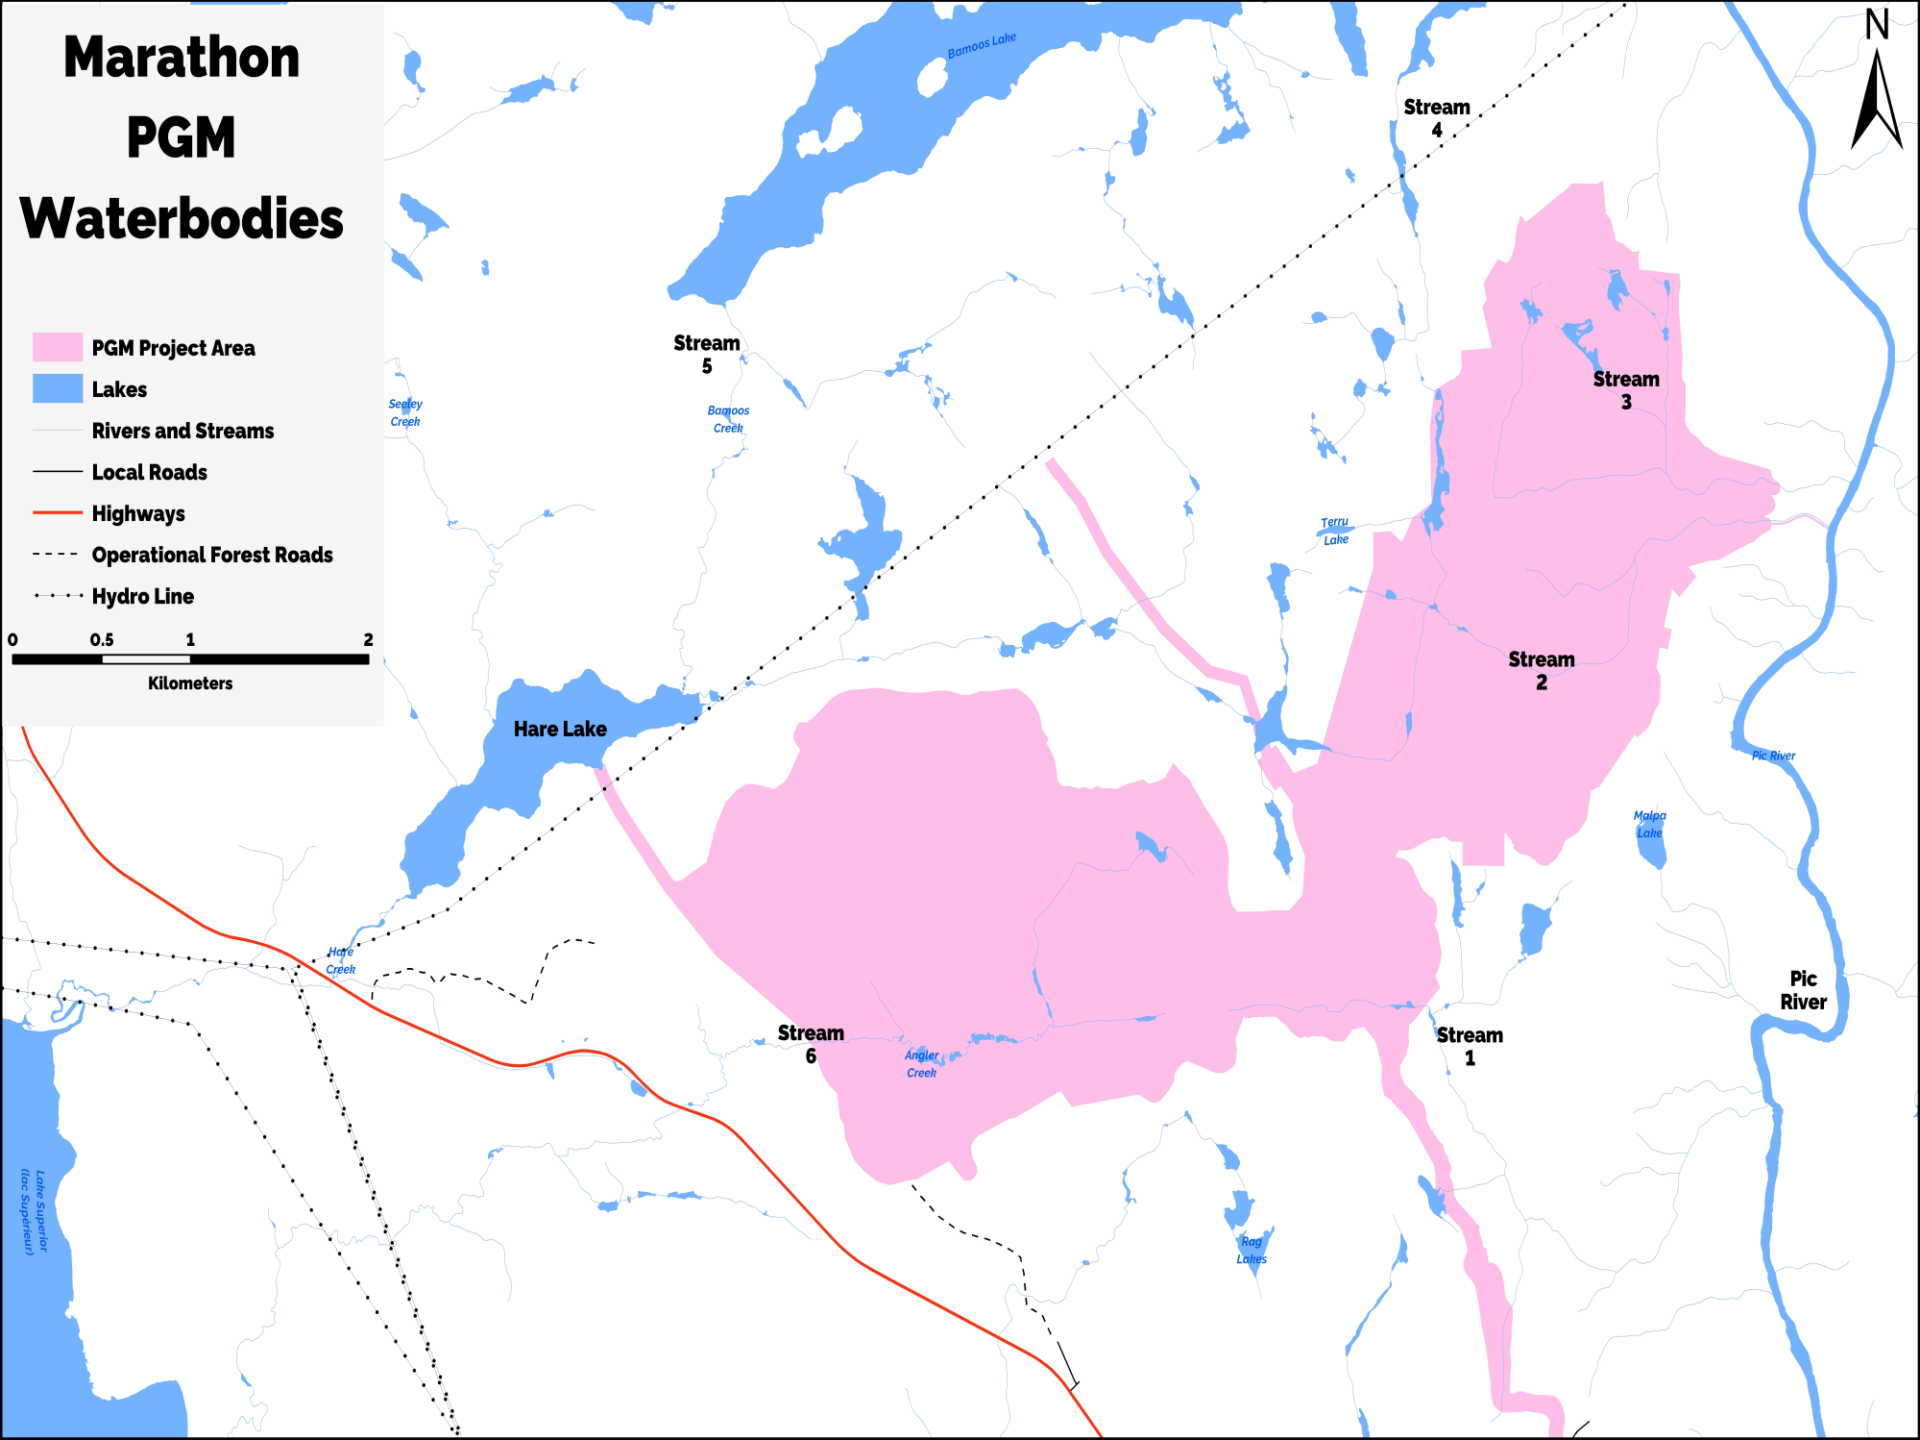 Marathon
PGM
Waterbodies
PGM Project Area
Lakes
Rivers and Streams
Local Roads
Highways
Operational Forest Roads
Hydro Line
0 0.5 1 2
Kilometers
N
Bamoos Lake
Stream
4
Stream
5
Stream
3
Seeley
Creek
Bamoos
Creek
Terru
Lake
Stream
2
Hare Lake
Pic River
Malpa
Lake
Hare
Creek
Pic
River
Stream
6
Angler
Creek
Stream
1
Lake Superior
(lac Supérieur)
Rag
Lakes